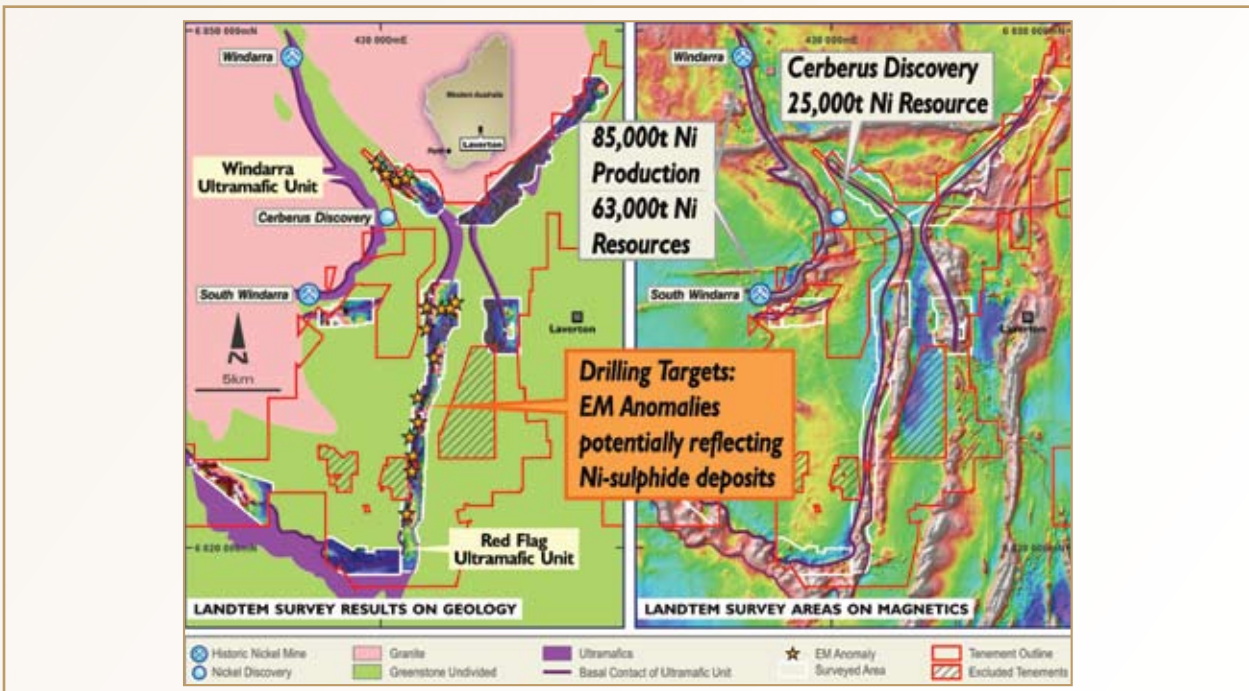 6 050 000mN
430 000mE
Windarra
Western Australia
Laverton
Perth
Windarra
Ultramafic Unit
Cerberus Discovery
South Windarra
N
5km
Laverton
Drilling Targets:
EM Anomalies
potentially reflecting
Ni-sulphide deposits
Red Flag
Ultramafic Unit
6 020 000mN
LANDTEM SURVEY RESULTS ON GEOLOGY
430 000mE
Windarra
Cerberus Discovery
25,000t Ni Resource
85,000t Ni
Production
63,000t Ni
Resources
South Windarra
Laverton
LANDTEM SURVEY AREAS ON MAGNETICS
Historic Nickel Mine
Nickel Discovery
Granite
Greenstone Undivided
Ultramafics
Basal Contact of Ultramafic Unit
EM Anomaly
Surveyed Area
Tenement Outline
Excluded Tenements